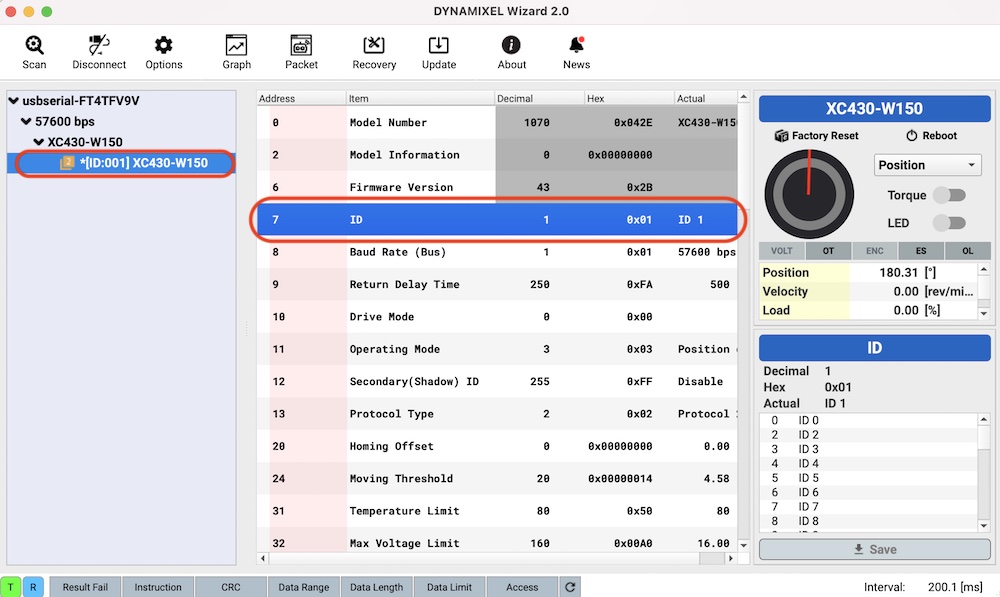 DYNAMIXEL Wizard 2.0
Scan Disconnect Options Graph Packet Recovery Update About News
usbserial-FT4TFV9V
57600 bps
XC430-W150
*[ID:001] XC430-W150
Address Item Decimal Hex Actual
0 Model Number 1070 0x042E XC430-W15
2 Model Information 0 0x00000000
6 Firmware Version 43 0x2B
7 ID 1 0x01 ID 1
8 Baud Rate (Bus) 1 0x01 57600 bps
9 Return Delay Time 250 0xFA 500
10 Drive Mode 0 0x00
11 Operating Mode 3 0x03 Position
12 Secondary(Shadow) ID 255 0xFF Disable
13 Protocol Type 2 0x02 Protocol
20 Homing Offset 0 0x00000000 0.00
24 Moving Threshold 20 0x00000014 4.58
31 Temperature Limit 80 0x50 80
32 Max Voltage Limit 160 0x00A0 16.00
XC430-W150
Factory Reset Reboot
Position
Torque
LED
VOLT OT ENC ES OL
Position 180.31 [°]
Velocity 0.00 [rev/mi...
Load 0.00 [%]
ID
Decimal 1
Hex 0x01
Actual ID 1
0 ID 0
2 ID 2
3 ID 3
4 ID 4
5 ID 5
6 ID 6
7 ID 7
8 ID 8
Save
T R Result Fail Instruction CRC Data Range Data Length Data Limit Access Interval: 200.1 [ms]